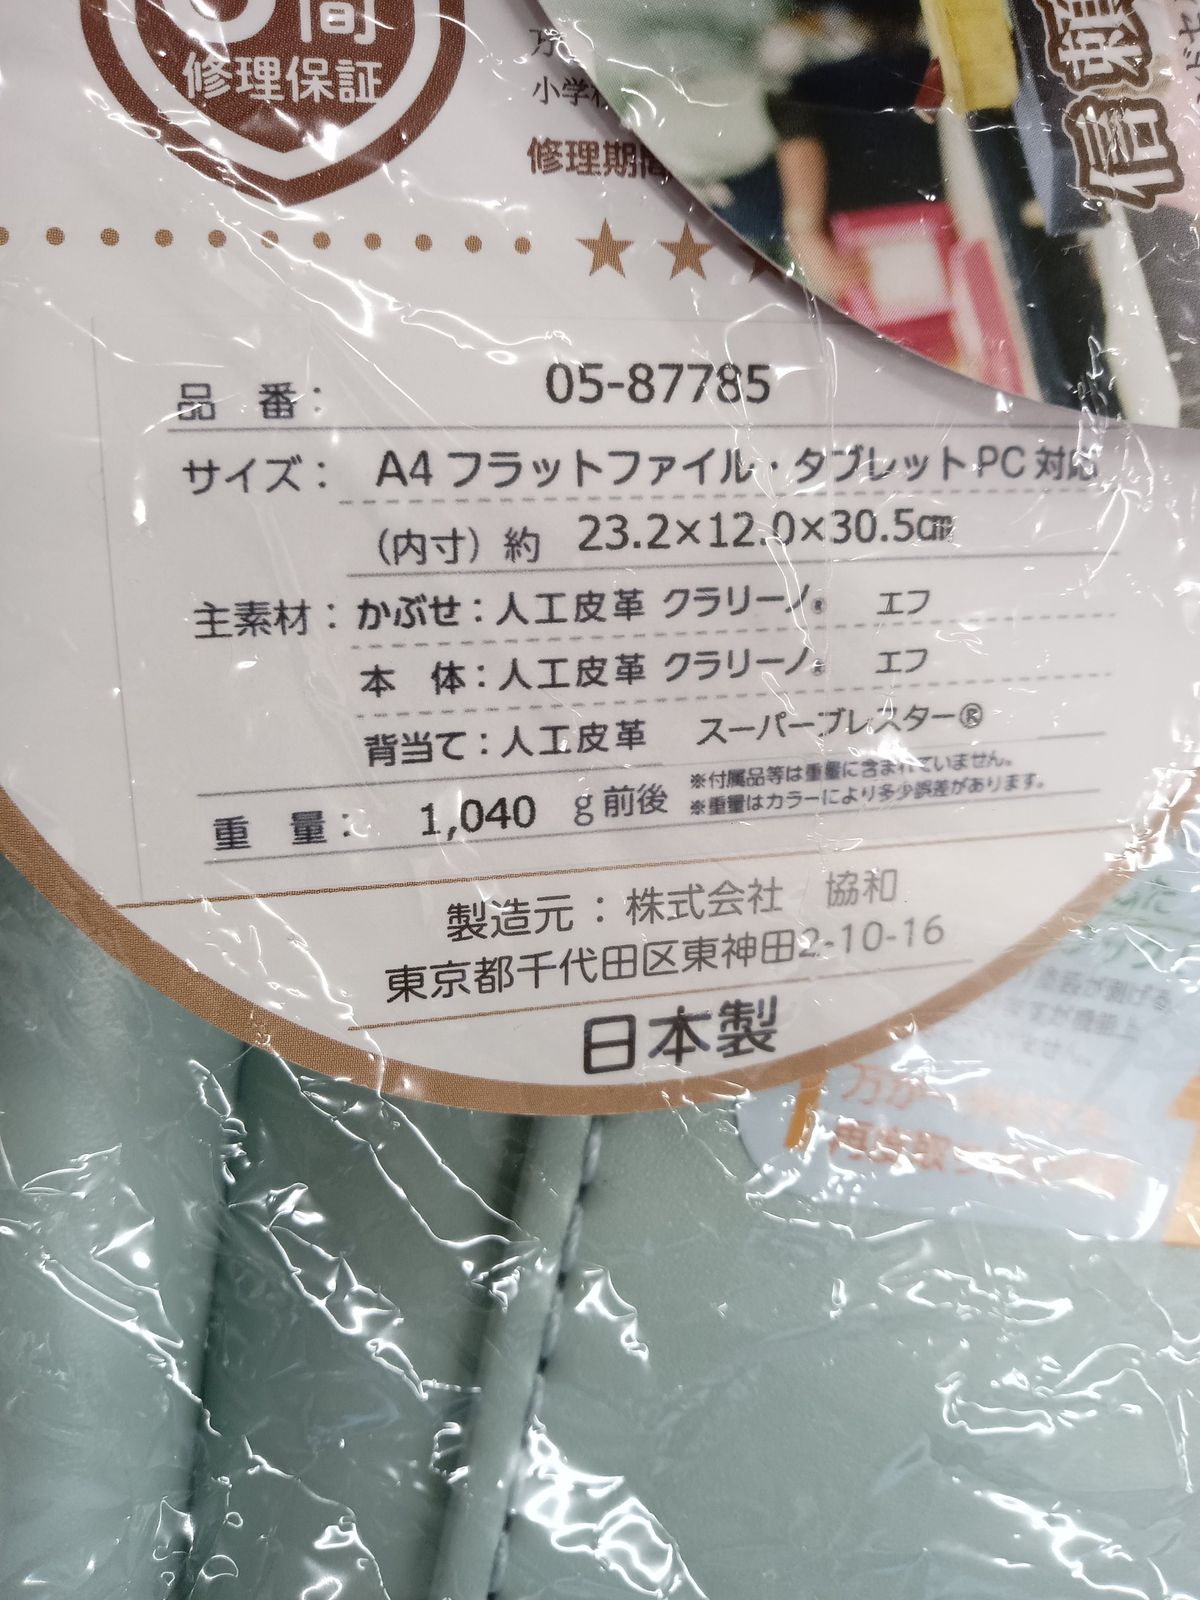 間
修理保証
小学
修理期間
信頼
品 番: 05-87785
サイズ: A4フラットファイル・タブレットPC対応
(内寸)約 23.2×12.0×30.5㎝
主素材:かぶせ:人工皮革 クラリーノ® エフ
本 体:人工皮革 クラリーノ® エフ
背当て:人工皮革 スーパーブレスター®
重 量: 1,040 g前後 ※付属品等は重量に含まれていません。
※重量はカラーにより多少誤差があります。
製造元:株式会社 協和
東京都千代田区東神田2-10-16
日本製